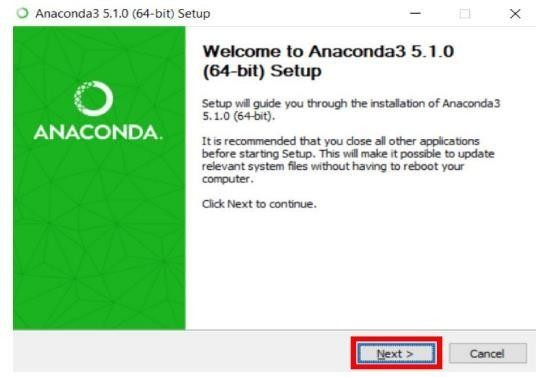 Anaconda3 5.1.0 (64-bit) Setup
ANACONDA.
Welcome to Anaconda3 5.1.0
(64-bit) Setup
Setup will guide you through the installation of Anaconda3
5.1.0 (64-bit).
It is recommended that you close all other applications
before starting Setup. This will make it possible to update
relevant system files without having to reboot your
computer.
Click Next to continue.
Next >
Cancel